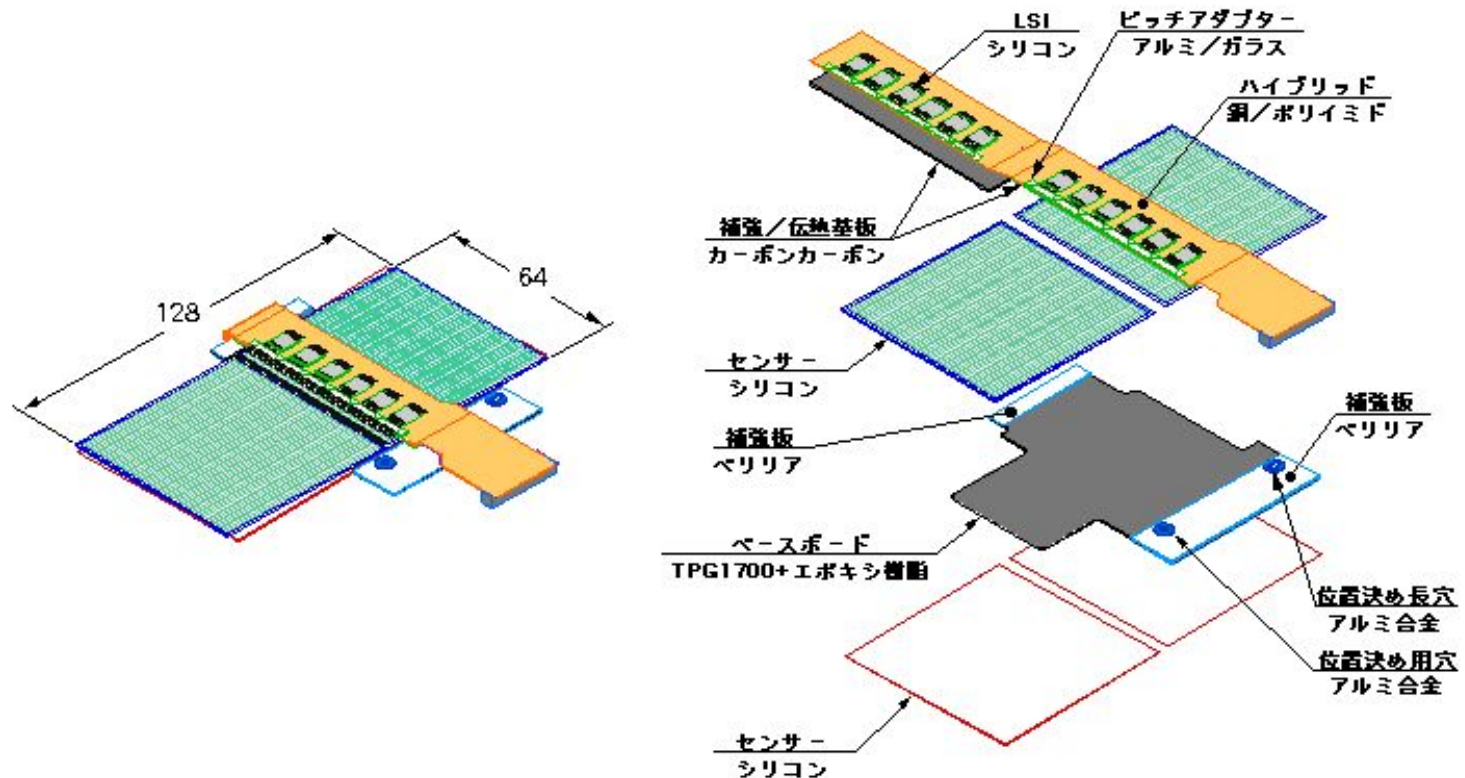 128
64
LSI
シリコン
ピッチアダプター
アルミ/ガラス
ハイブリッド
銅/ポリイミド
補強/伝熱基板
カーボンカーボン
センサー
シリコン
補強板
ベリリア
補強板
ベリリア
ベースボード
TPG1700+エポキシ樹脂
位置決め長穴
アルミ合金
位置決め用穴
アルミ合金
センサー
シリコン